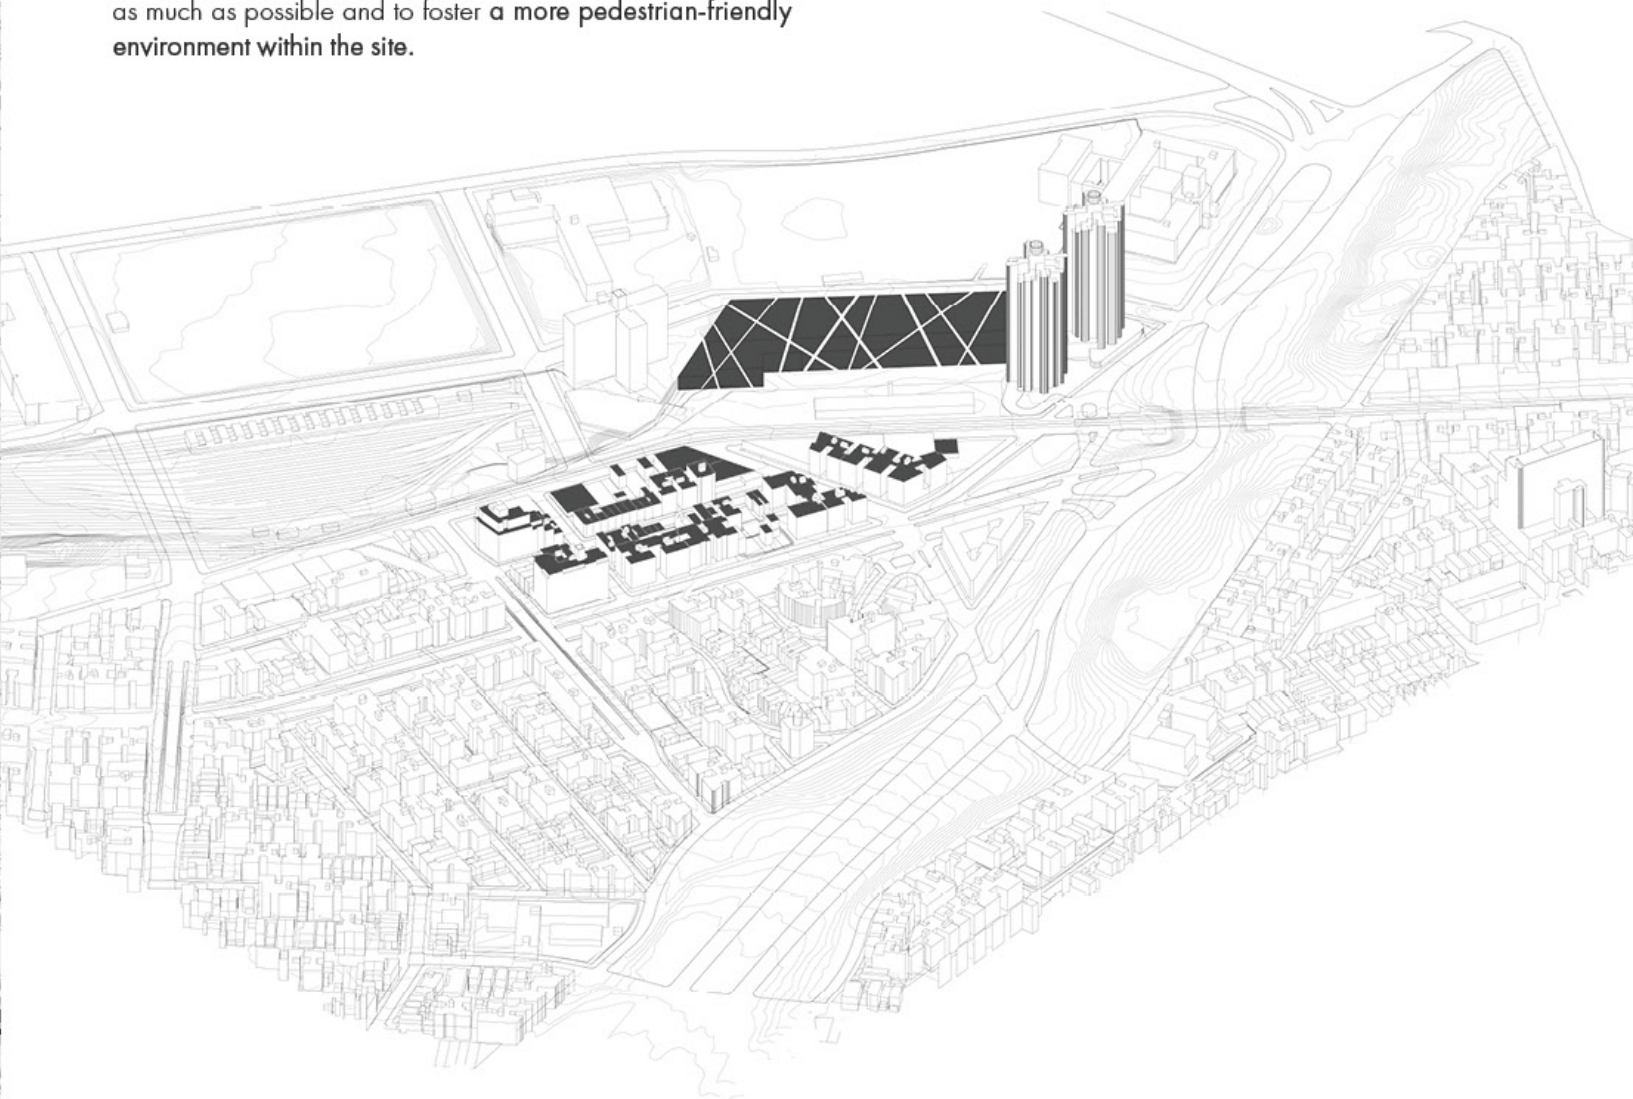 as much as possible and to foster a more pedestrian-friendly
environment within the site.